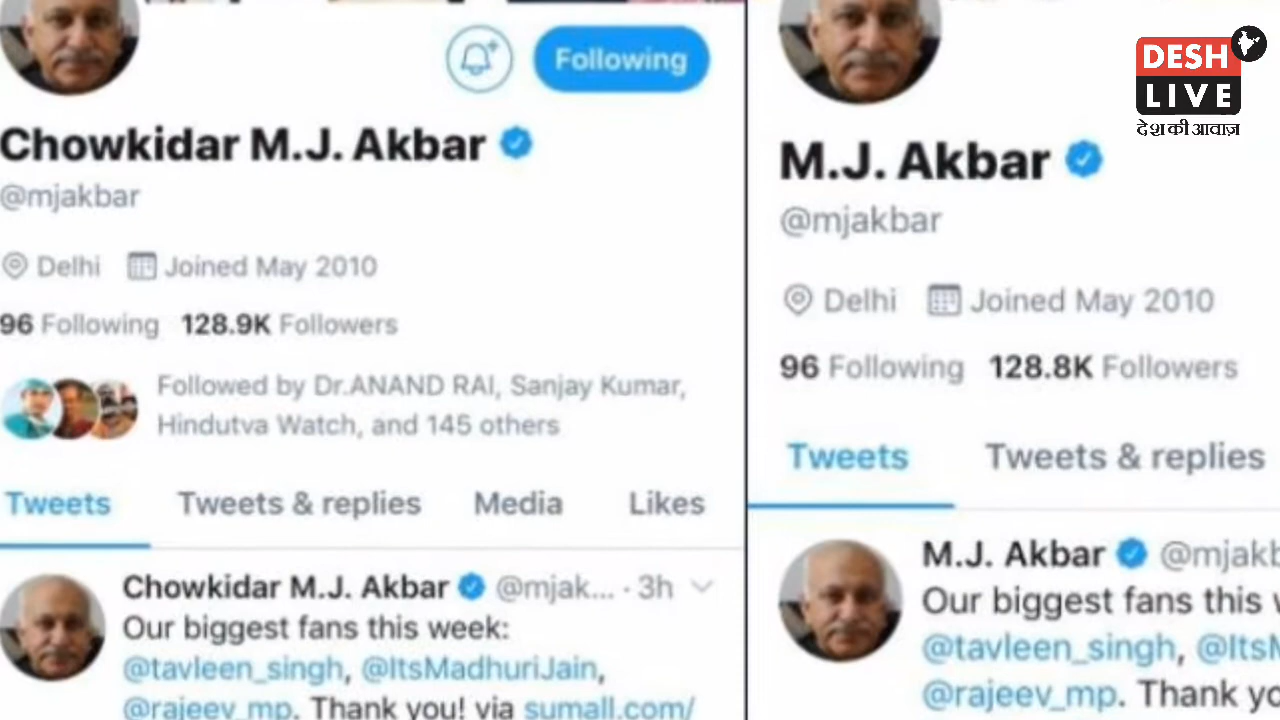 Following
Chowkidar M.J. Akbar
@mjakbar
Delhi Joined May 2010
96 Following 128.9K Followers
Followed by Dr.ANAND RAI, Sanjay Kumar,
Hindutva Watch, and 145 others
Tweets Tweets & replies Media Likes
Chowkidar M.J. Akbar @mjak... · 3h
Our biggest fans this week:
@tavleen_singh, @ItsMadhuriJain,
@rajeev_mp. Thank you! via sumall.com/
M.J. Akbar
@mjakbar
Delhi Joined May 2010
96 Following 128.8K Followers
Tweets Tweets & replies
M.J. Akbar @mjakb
Our biggest fans this w
@tavleen_singh, @ItsM
@rajeev_mp. Thank yo
DESH
LIVE
देश की आवाज़